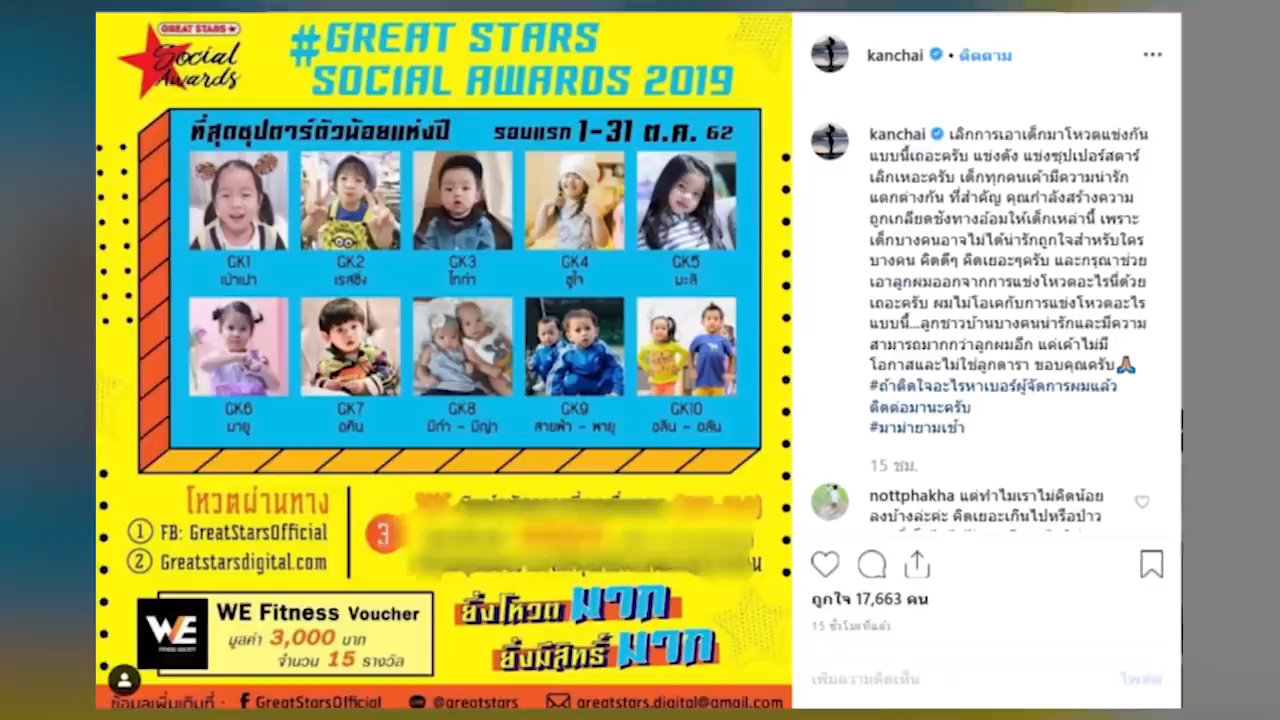 GREAT STARS
Social
Awards
#GREAT STARS
SOCIAL AWARDS 2019
ที่สุดซุปตาร์ตัวน้อยแห่งปี
รอบแรก 1-31 ต.ค. 62
GK1
เป่าเปา
GK2
เรซซิ่ง
GK3
โกก้า
GK4
ชูใจ
GK5
มะลิ
GK6
มายู
GK7
อคิน
GK8
มีก้า - มีญ่า
GK9
สายฟ้า - พายุ
GK10
อลิน - อลัน
โหวตผ่านทาง
1 FB: GreatStarsOfficial
2 Greatstarsdigital.com
3
WE
WE Fitness Voucher
มูลค่า 3,000 บาท
จำนวน 15 รางวัล
ยิ่งโหวตมาก
ยิ่งมีสิทธิ์มาก
ข้อมูลเพิ่มเติมที่ : GreatStarsOfficial @greatstars greatstars.digital@gmail.com
kanchai • ติดตาม
kanchai เลิกการเอาเด็กมาโหวตแข่งกัน
แบบนี้เถอะครับ แข่งดัง แข่งซุปเปอร์สตาร์
เลิกเหอะครับ เด็กทุกคนเค้ามีความน่ารัก
แตกต่างกัน ที่สำคัญ คุณกำลังสร้างความ
ถูกเกลียดชังทางอ้อมให้เด็กเหล่านี้ เพราะ
เด็กบางคนอาจไม่ได้น่ารักถูกใจสำหรับใคร
บางคน คิดดีๆ คิดเยอะๆครับ และกรุณาช่วย
เอาลูกผมออกจากการแข่งโหวตอะไรนี่ด้วย
เถอะครับ ผมไม่โอเคกับการแข่งโหวตอะไร
แบบนี้...ลูกชาวบ้านบางคนน่ารักและมีความ
สามารถมากกว่าลูกผมอีก แค่เค้าไม่มี
โอกาสและไม่ใช่ลูกดารา ขอบคุณครับ🙏🏽
#ถ้าติดใจอะไรหาเบอร์ผู้จัดการผมแล้ว
ติดต่อมานะครับ
#มาม่ายามเช้า
15 ชม.
nottphakha แต่ทำไมเราไม่คิดน้อย
ลงบ้างล่ะค่ะ คิดเยอะเกินไปหรือป่าว
ถูกใจ 17,663 คน
15 ชั่วโมงที่แล้ว
เพิ่มความคิดเห็น
โพสต์